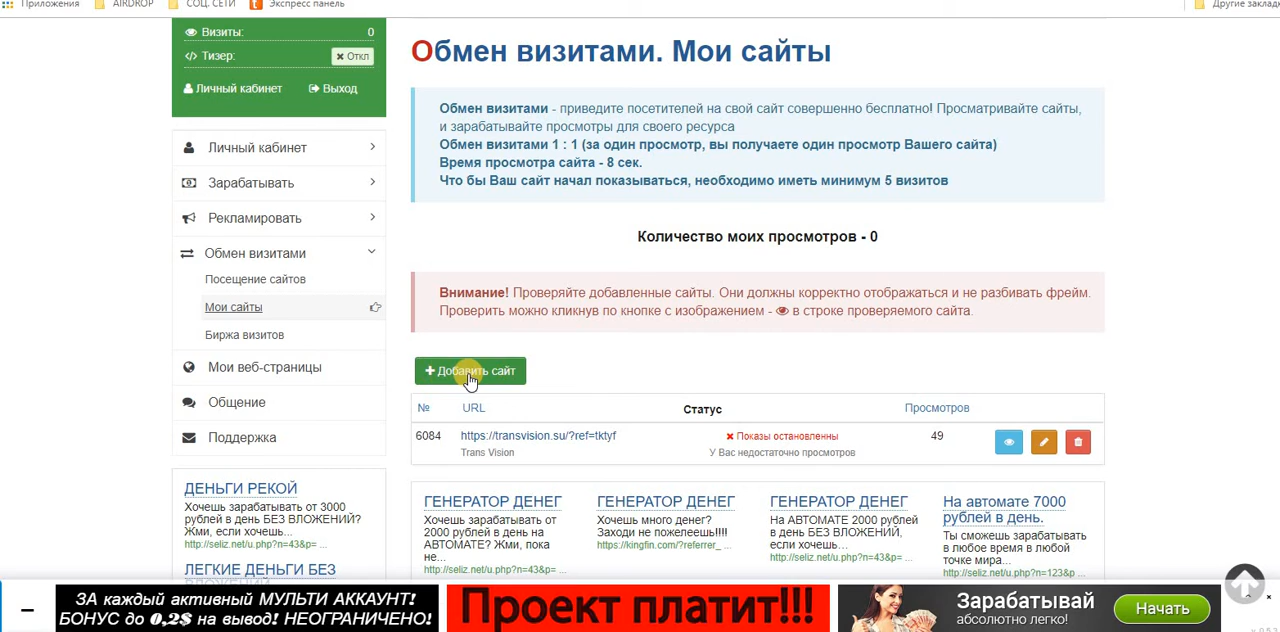 Приложения
AIRDROP
СОЦ. СЕТИ
Экспресс панель
Другие заклад
Визиты: 0
Тизер: Откл
Личный кабинет
Выход
Личный кабинет
Зарабатывать
Рекламировать
Обмен визитами
Посещение сайтов
Мои сайты
Биржа визитов
Мои веб-страницы
Общение
Поддержка
ДЕНЬГИ РЕКОЙ
Хочешь зарабатывать от 3000
рублей в день БЕЗ ВЛОЖЕНИЙ?
Жми, если хочешь...
http://seliz.net/u.php?n=43&p= ...
ЛЕГКИЕ ДЕНЬГИ БЕЗ
ВЛОЖЕНИЙ
Обмен визитами. Мои сайты
Обмен визитами - приведите посетителей на свой сайт совершенно бесплатно! Просматривайте сайты,
и зарабатывайте просмотры для своего ресурса
Обмен визитами 1 : 1 (за один просмотр, вы получаете один просмотр Вашего сайта)
Время просмотра сайта - 8 сек.
Что бы Ваш сайт начал показываться, необходимо иметь минимум 5 визитов
Количество моих просмотров - 0
Внимание! Проверяйте добавленные сайты. Они должны корректно отображаться и не разбивать фрейм.
Проверить можно кликнув по кнопке с изображением - в строке проверяемого сайта.
Добавить сайт
№ URL Статус Просмотров
6084 https://transvision.su/?ref=tktyf Показы остановленны 49
Trans Vision У Вас недостаточно просмотров
ГЕНЕРАТОР ДЕНЕГ
Хочешь зарабатывать от
2000 рублей в день на
АВТОМАТЕ? Жми, пока
не...
http://seliz.net/u.php?n=43&p= ...
ГЕНЕРАТОР ДЕНЕГ
Хочешь много денег?
Заходи не пожелеешь!!!!
https://kingfin.com/?referrer_ ...
ГЕНЕРАТОР ДЕНЕГ
На АВТОМАТЕ 2000 рублей
в день БЕЗ ВЛОЖЕНИЙ,
если хочешь...
http://seliz.net/u.php?n=43&p= ...
На автомате 7000
рублей в день.
Ты сможешь зарабатывать
в любое время в любой
точке мира...
http://seliz.net/u.php?n=123&p ...
ЗА каждый активный МУЛЬТИ АККАУНТ!
БОНУС до 0,2$ на вывод! НЕОГРАНИЧЕНО!
Проект платит!!!
Зарабатывай
абсолютно легко!
Начать